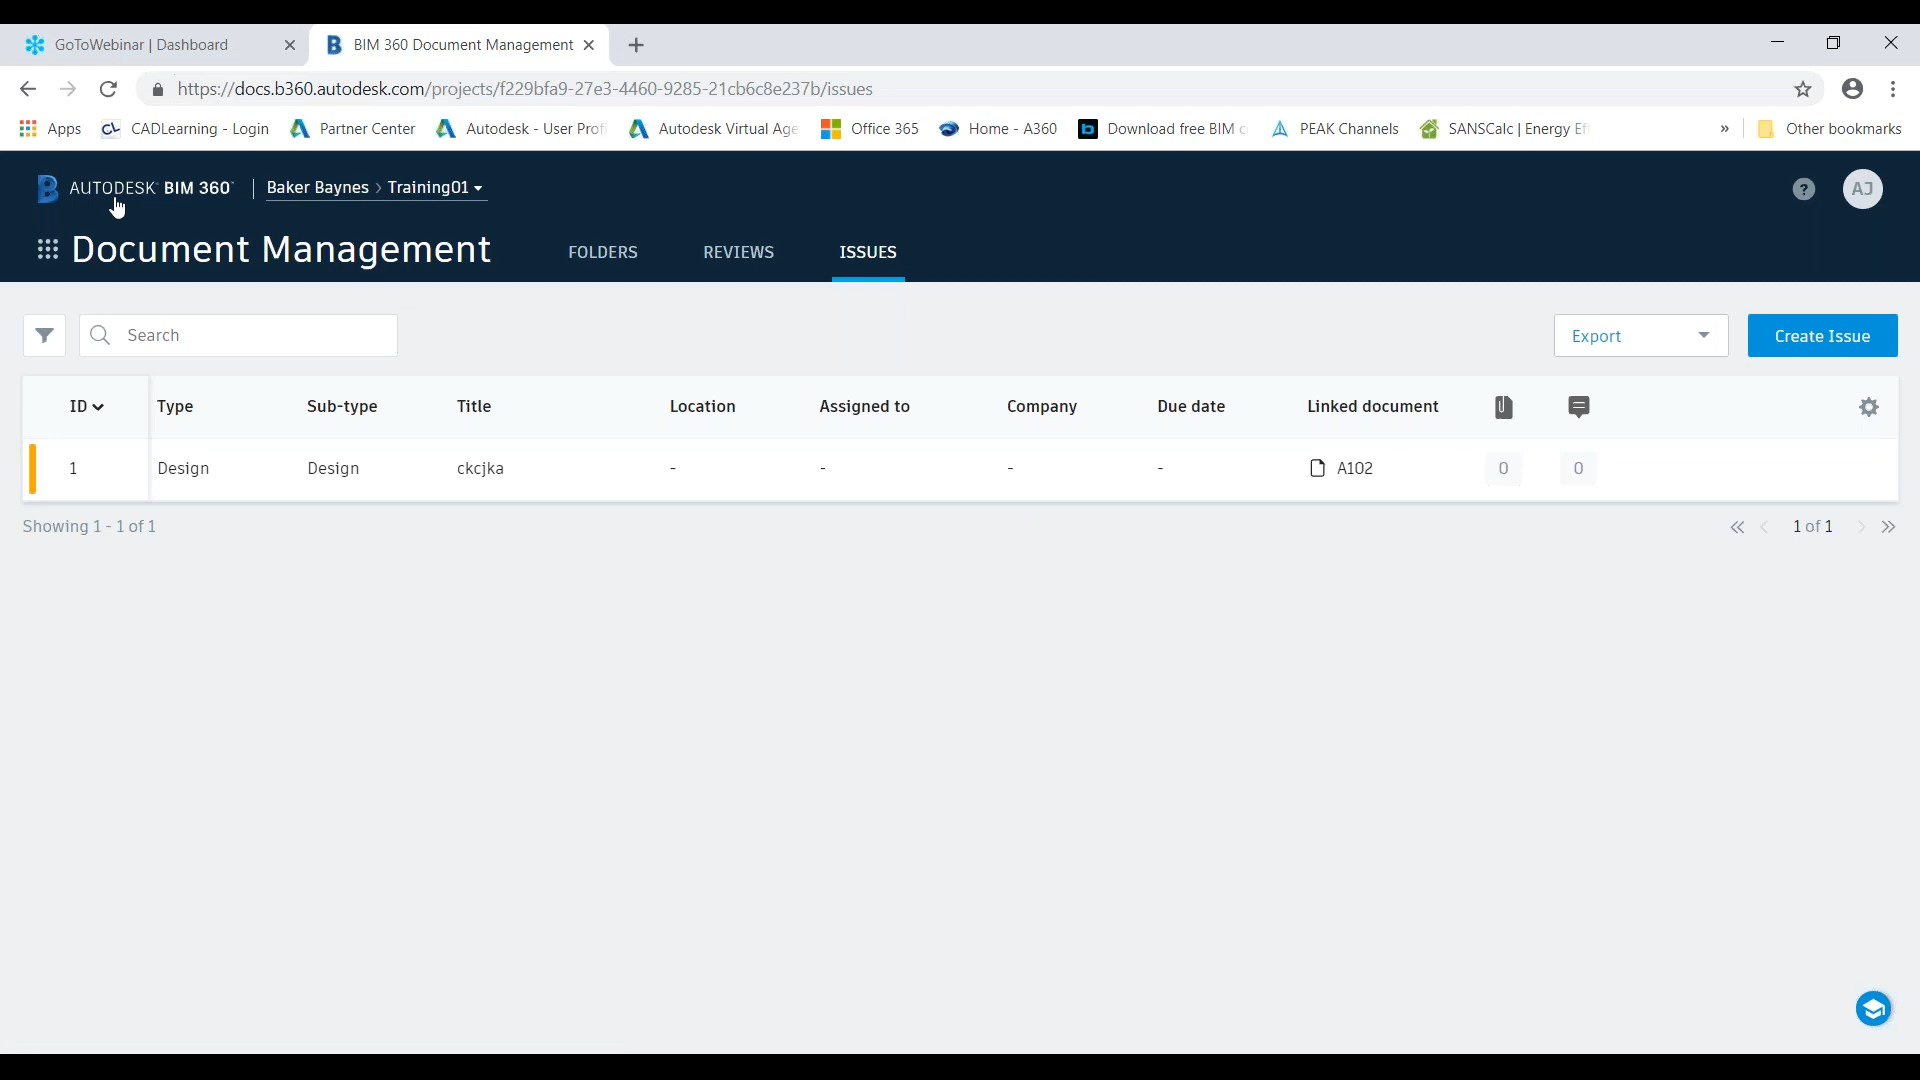 GoToWebinar | Dashboard
BIM 360 Document Management
https://docs.b360.autodesk.com/projects/f229bfa9-27e3-4460-9285-21cb6c8e237b/issues
Apps CADLearning - Login Partner Center Autodesk - User Prof Autodesk Virtual Age Office 365 Home - A360 Download free BIM c PEAK Channels SANSCalc | Energy Ef » Other bookmarks
AUTODESK BIM 360 Baker Baynes > Training01 ? AJ
Document Management FOLDERS REVIEWS ISSUES
Search Export Create Issue
ID Type Sub-type Title Location Assigned to Company Due date Linked document
1 Design Design ckcjka - - - - A102 0 0
Showing 1 - 1 of 1 1 of 1